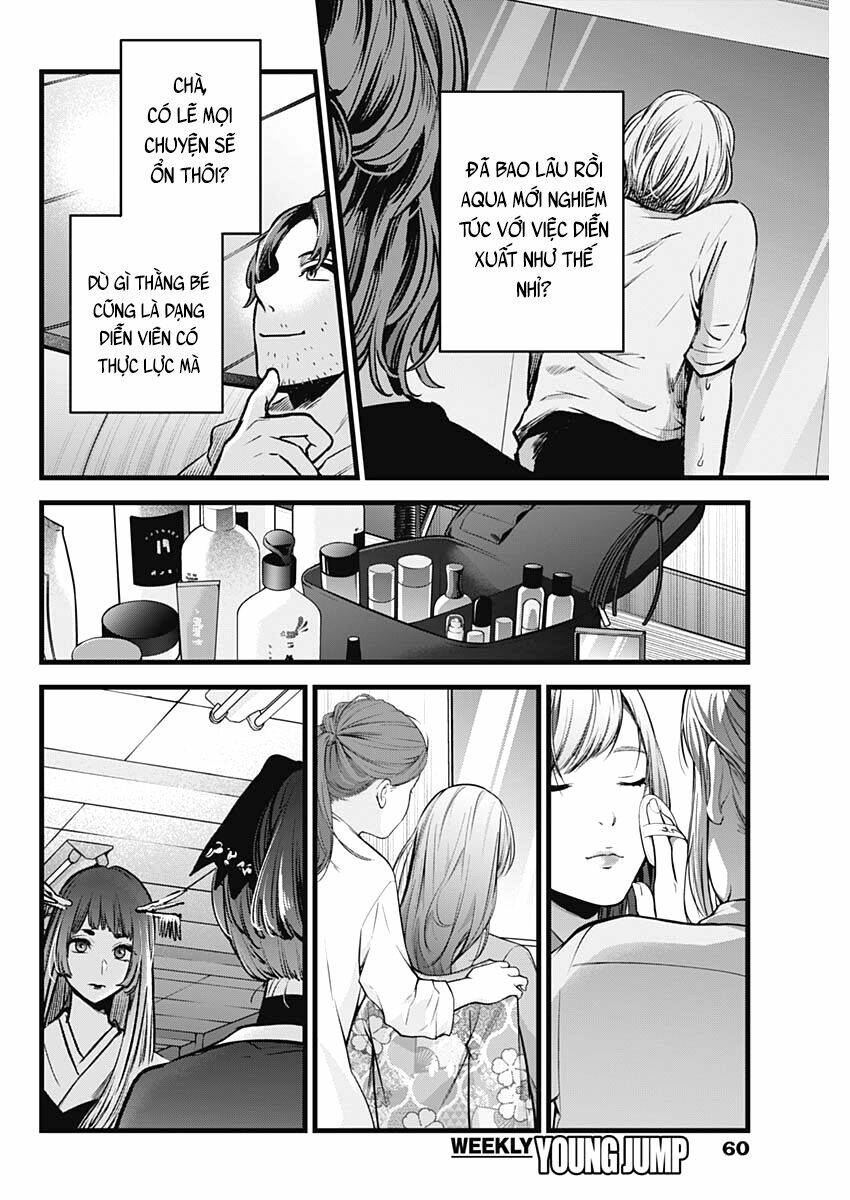 ĐÃ BAO LÂU RỒI
AQUA MỚI NGHIÊM
TÚC VỚI VIỆC DIỄN
XUẤT NHƯ THẾ
NHỈ?
CHÀ,
CÓ LẼ MỌI
CHUYỆN SẼ
ỔN THÔI?
DÙ GÌ THẰNG BÉ
CŨNG LÀ DẠNG
DIỄN VIÊN CÓ
THỰC LỰC MÀ
WEEKLY YOUNG JUMP 60